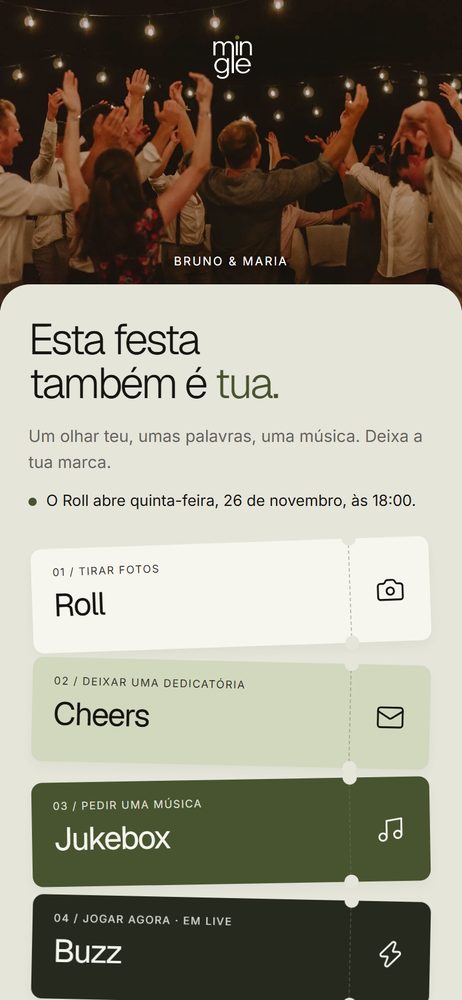 min
gle
BRUNO & MARIA
Esta festa
também é tua.
Um olhar teu, umas palavras, uma música. Deixa a
tua marca.
O Roll abre quinta-feira, 26 de novembro, às 18:00.
01 / TIRAR FOTOS
Roll
02 / DEIXAR UMA DEDICATÓRIA
Cheers
03 / PEDIR UMA MÚSICA
Jukebox
04 / JOGAR AGORA · EM LIVE
Buzz